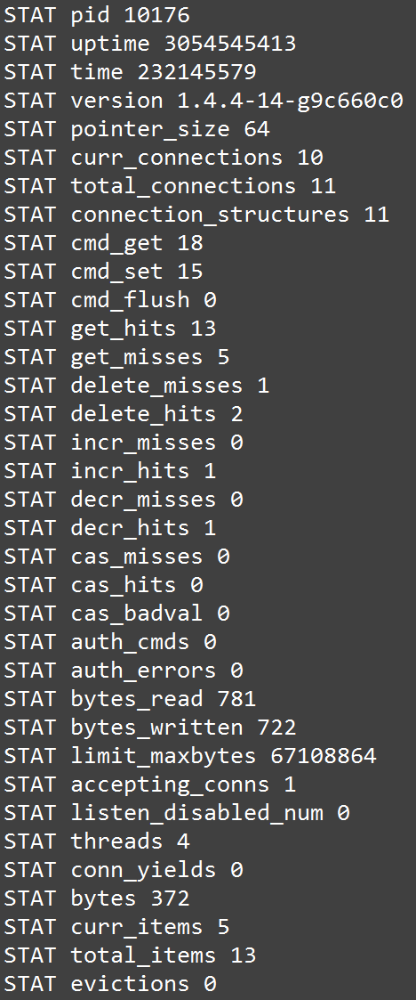 STAT pid 10176
STAT uptime 3054545413
STAT time 232145579
STAT version 1.4.4-14-g9c660c0
STAT pointer_size 64
STAT curr_connections 10
STAT total_connections 11
STAT connection_structures 11
STAT cmd_get 18
STAT cmd_set 15
STAT cmd_flush 0
STAT get_hits 13
STAT get_misses 5
STAT delete_misses 1
STAT delete_hits 2
STAT incr_misses 0
STAT incr_hits 1
STAT decr_misses 0
STAT decr_hits 1
STAT cas_misses 0
STAT cas_hits 0
STAT cas_badval 0
STAT auth_cmds 0
STAT auth_errors 0
STAT bytes_read 781
STAT bytes_written 722
STAT limit_maxbytes 67108864
STAT accepting_conns 1
STAT listen_disabled_num 0
STAT threads 4
STAT conn_yields 0
STAT bytes 372
STAT curr_items 5
STAT total_items 13
STAT evictions 0